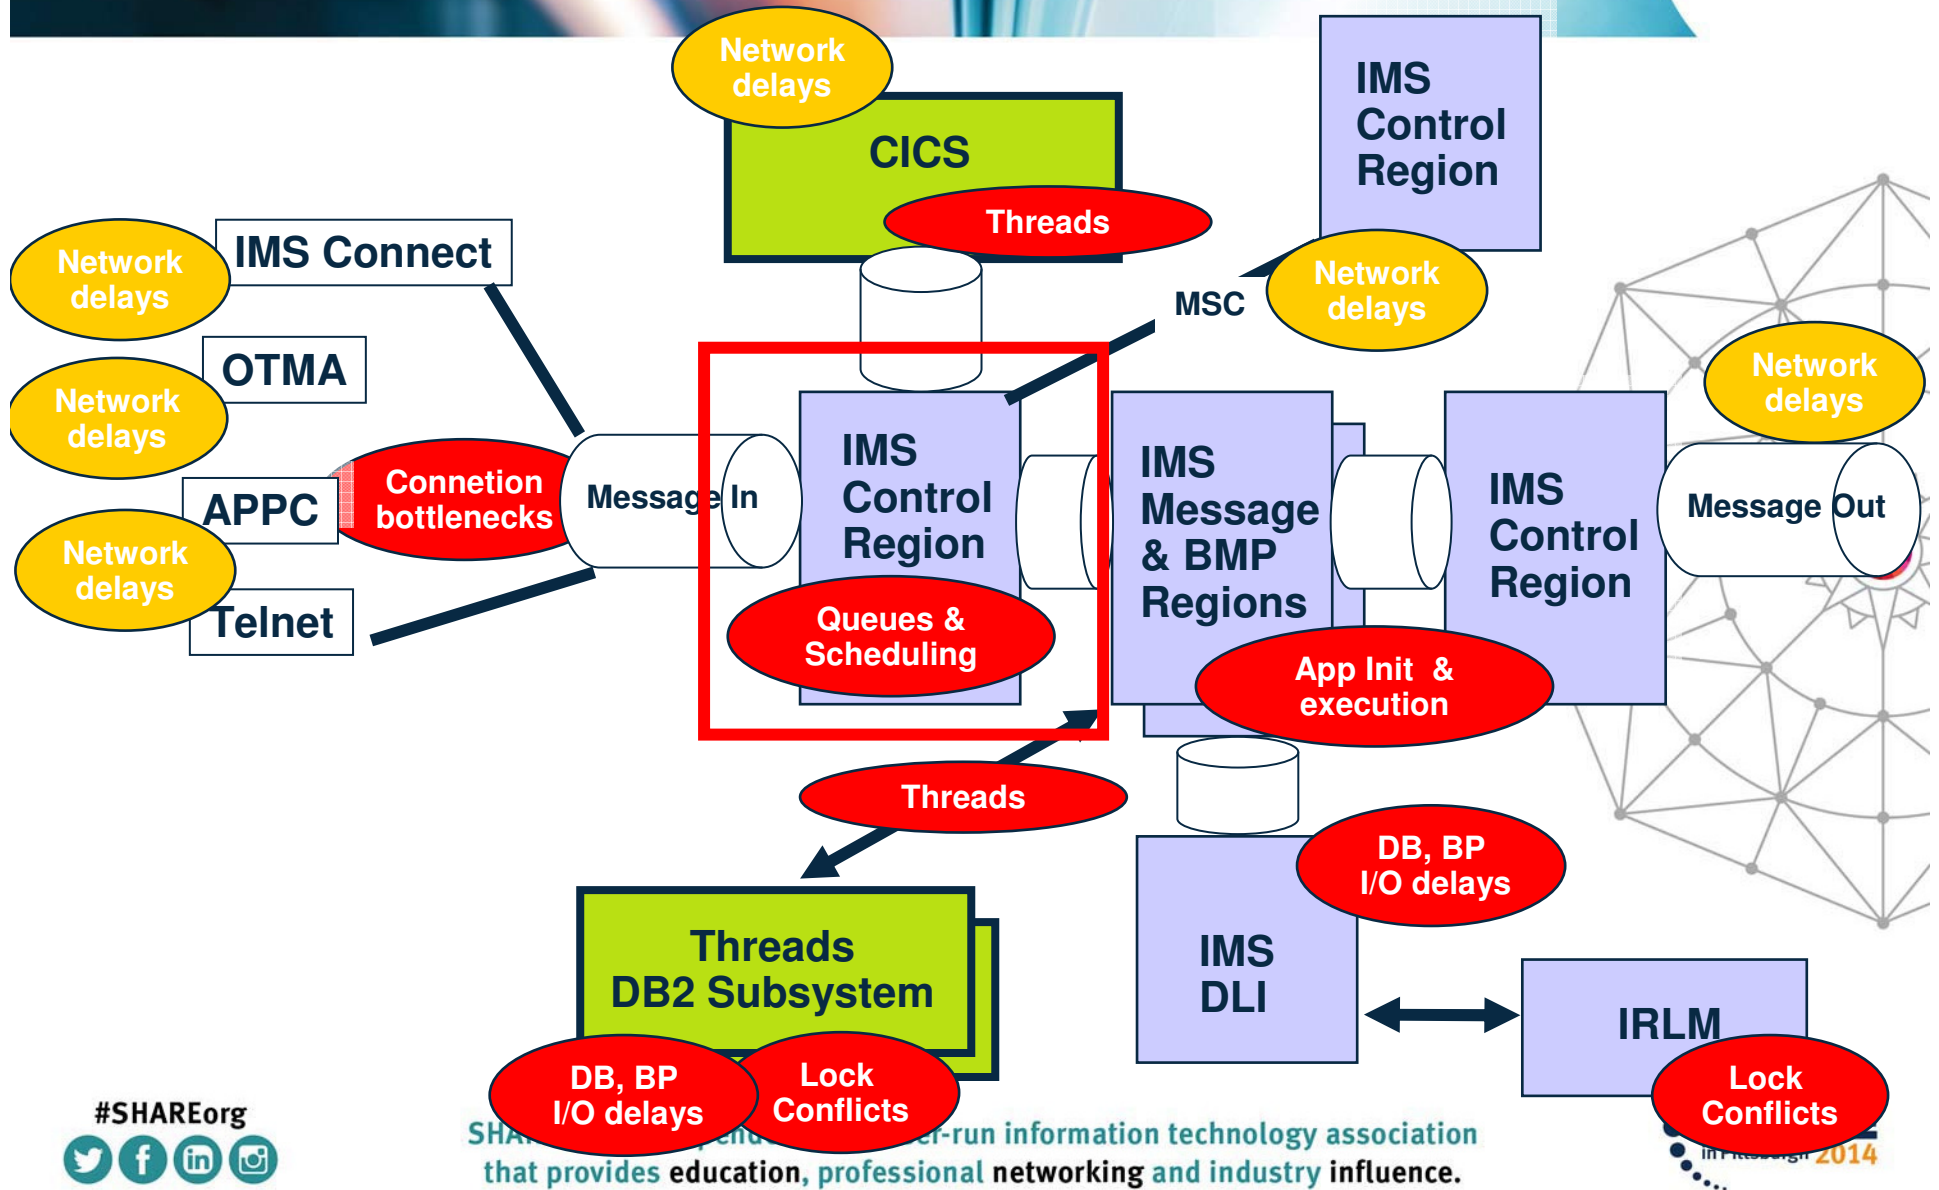 Network
delays
CICS
Threads
IMS
Control
Region
Network
delays
MSC
Network
delays
IMS Connect
Network
delays
OTMA
Connetion
bottlenecks
APPC
Network
delays
Telnet
Message In
IMS
Control
Region
Queues &
Scheduling
IMS
Message
& BMP
Regions
App Init &
execution
IMS
Control
Region
Network
delays
Message Out
Threads
Threads
DB2 Subsystem
DB, BP
I/O delays
Lock
Conflicts
DB, BP
I/O delays
IMS
DLI
IRLM
Lock
Conflicts
#SHAREorg
-run information technology association
that provides education, professional networking and industry influence.
in Pittsburgh 2014